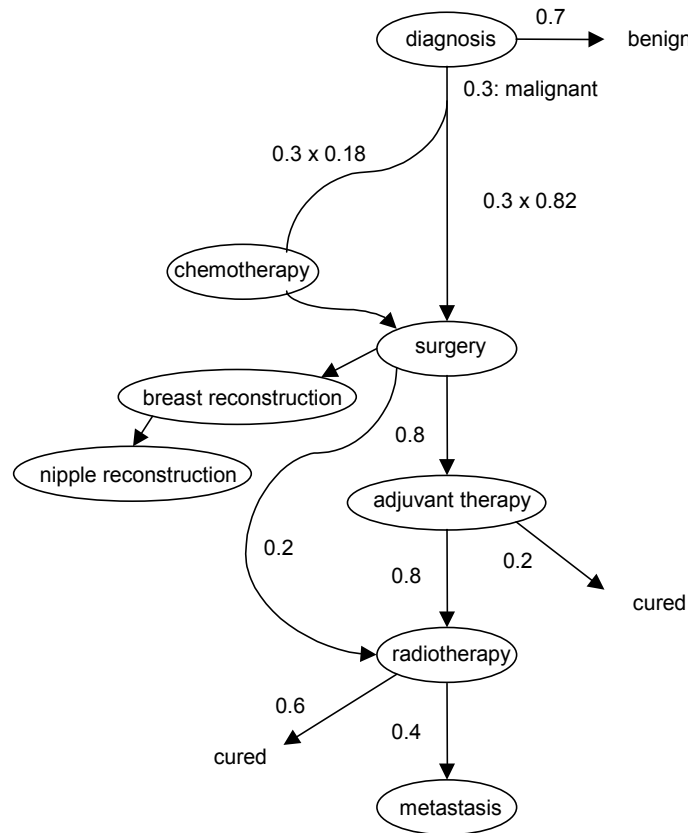 diagnosis
0.7
benign
0.3: malignant
0.3 x 0.18
0.3 x 0.82
chemotherapy
surgery
breast reconstruction
0.8
nipple reconstruction
adjuvant therapy
0.2
0.8
0.2
cured
radiotherapy
0.6
0.4
cured
metastasis